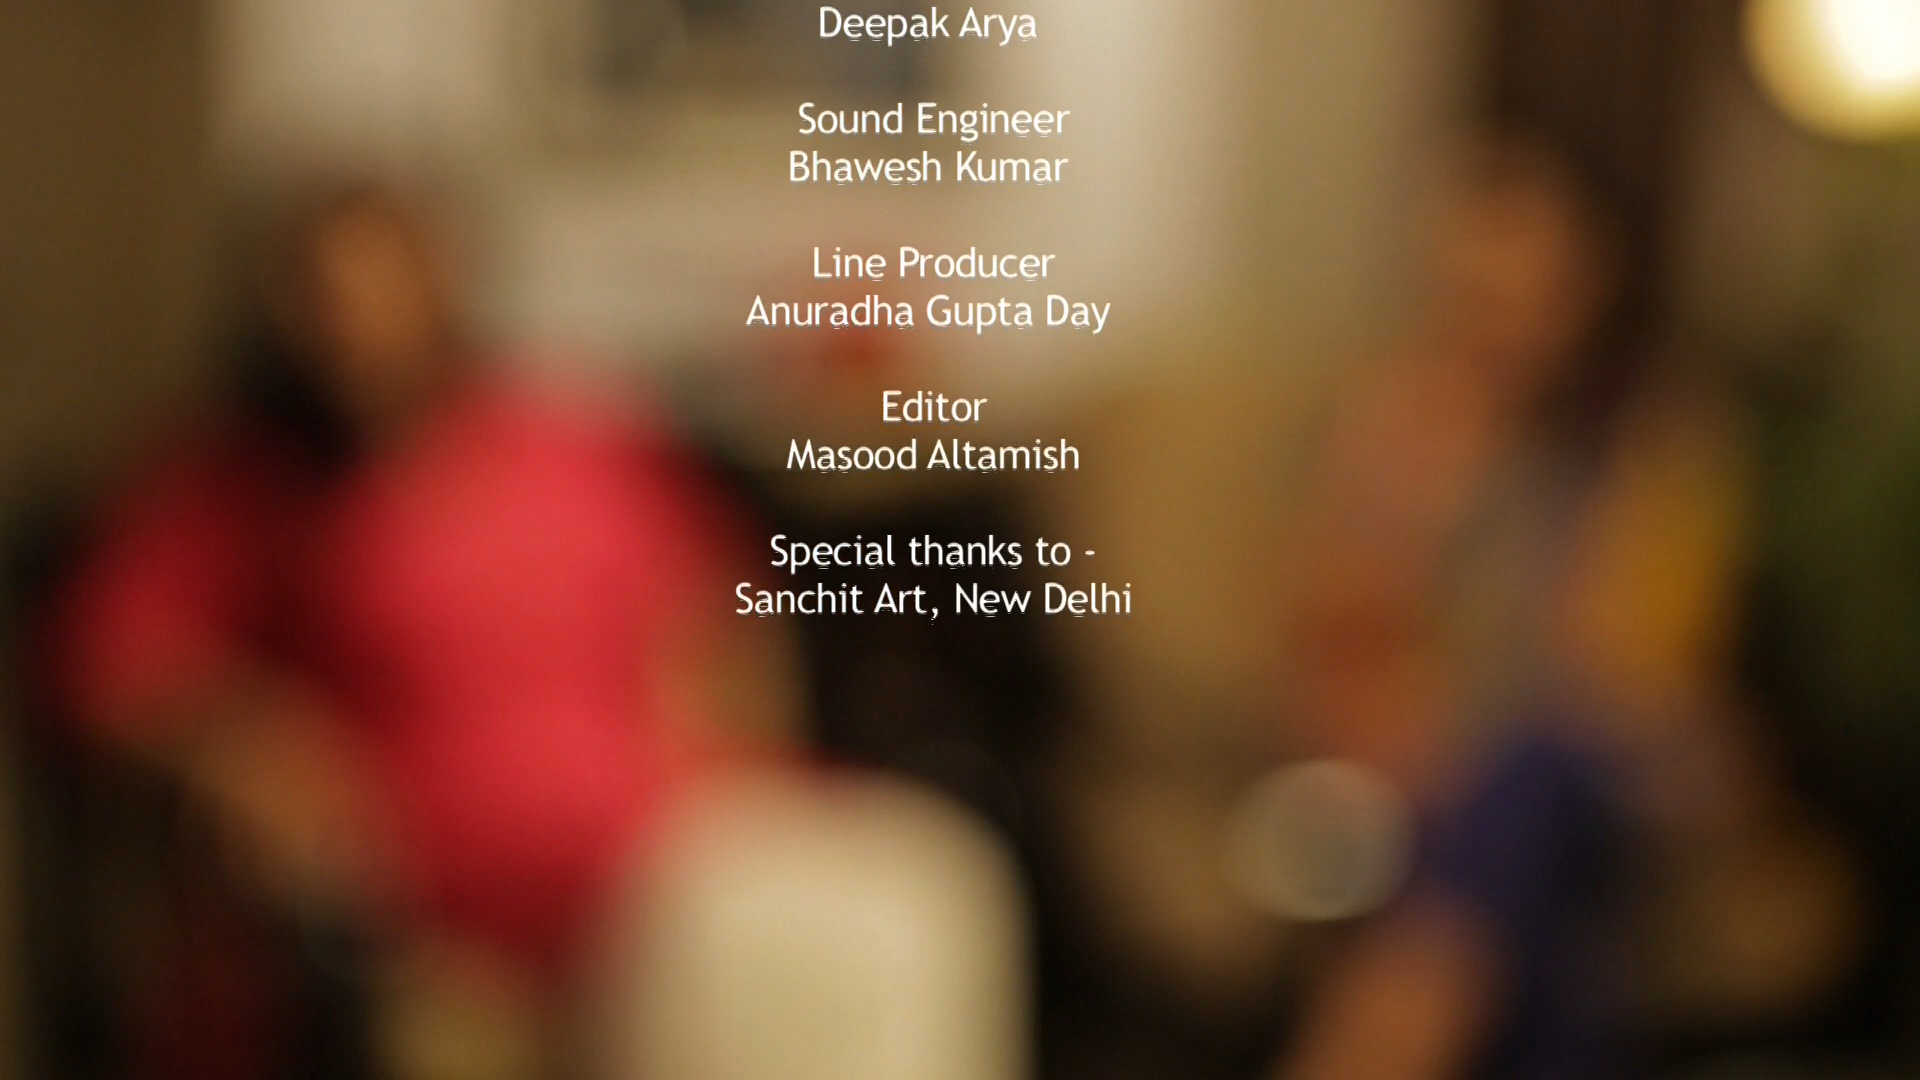 Deepak Arya
Sound Engineer
Bhawesh Kumar
Line Producer
Anuradha Gupta Day
Editor
Masood Altamish
Special thanks to -
Sanchit Art, New Delhi